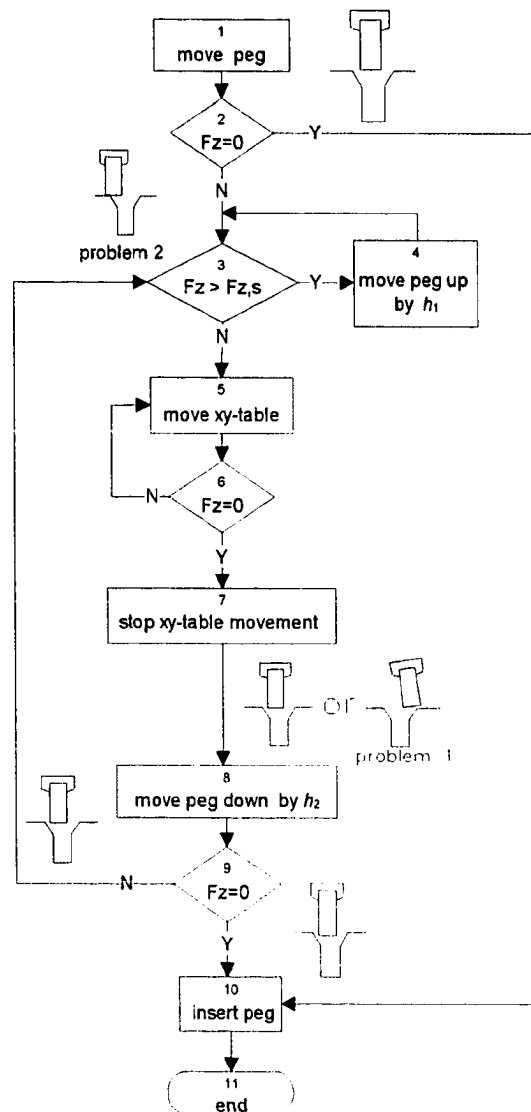 1
move peg
2
Fz=0
Y
N
problem 2
3
Fz > Fz,s
Y
4
move peg up
by h1
N
5
move xy-table
6
Fz=0
N
Y
7
stop xy-table movement
or
problem 1
8
move peg down by h2
9
Fz=0
N
Y
10
insert peg
11
end